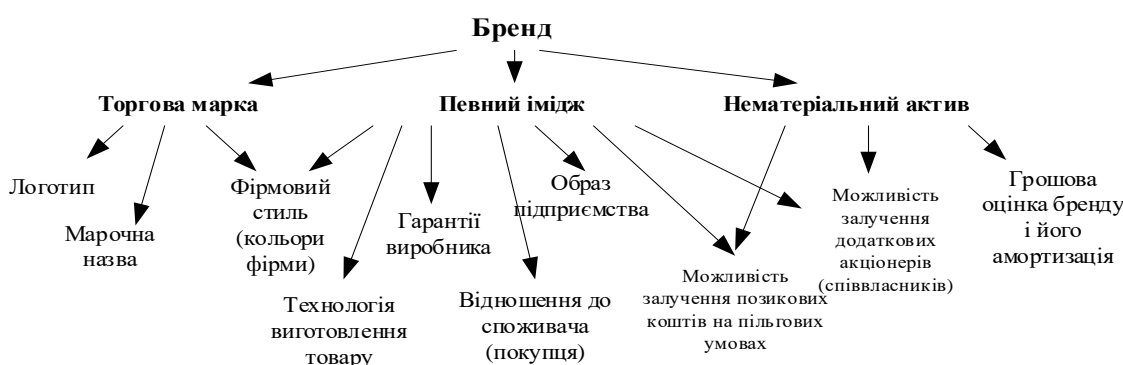 Бренд
Торгова марка
Певний імідж
Нематеріальний актив
Логотип
Марочна
назва
Фірмовий
стиль
(кольори
фірми)
Технологія
виготовлення
товару
Гарантії
виробника
Відношення до
споживача
(покупця)
Образ
підприємства
Можливість
залучення позикових
коштів на пільгових
умовах
Можливість
залучення
додаткових
акціонерів
(співвласників)
Грошова
оцінка бренду
і його
амортизація